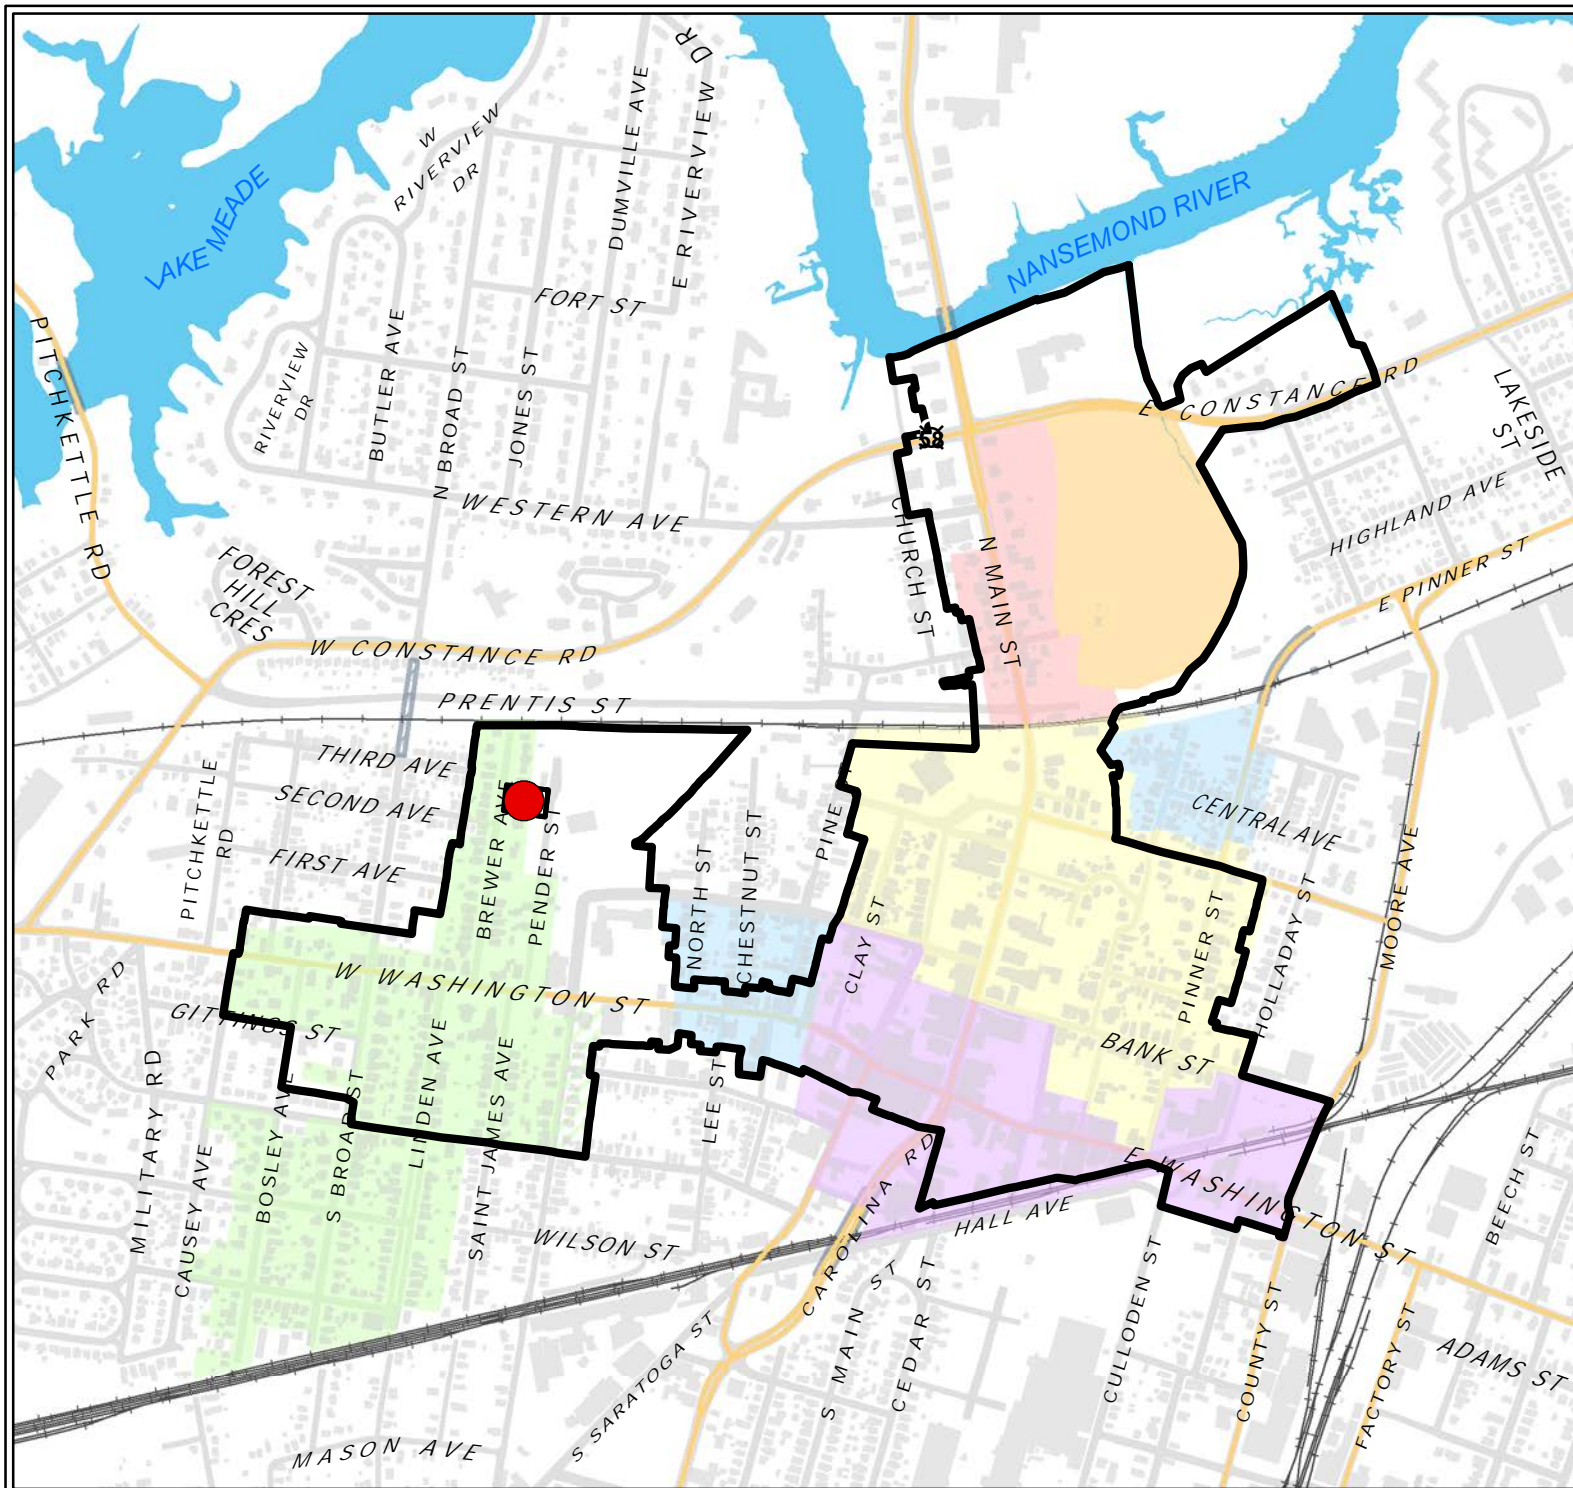 DR
DUMVILLE AVE
E RIVERVIEW
W
RIVERVIEW
DR
LAKE MEADE
NANSEMOND RIVER
FORT ST
PITCHKETTLE RD
RIVERVIEW
DR
BUTLER AVE
N BROAD ST
JONES ST
E CONSTANCE RD
LAKESIDE
ST
58
WESTERN AVE
CHURCH ST
N MAIN ST
HIGHLAND AVE
E PINNER ST
FOREST
HILL
CRES
W CONSTANCE RD
PRENTIS ST
THIRD AVE
SECOND AVE
FIRST AVE
PITCHKETTLE
RD
BREWER AVE
PENDER ST
NORTH ST
CHESTNUT ST
PINE ST
CENTRAL AVE
MOORE AVE
CLAY ST
PINNER ST
HOLLADAY ST
W WASHINGTON ST
PARK RD
GITTINGS ST
BANK ST
MILITARY RD
CAUSEY AVE
BOSLEY AVE
S BROAD ST
LINDEN AVE
SAINT JAMES AVE
LEE ST
CAROLINA RD
E WASHINGTON ST
HALL AVE
BEECH ST
WILSON ST
S SARATOGA ST
S MAIN ST
CEDAR ST
CULLODEN ST
COUNTY ST
FACTORY ST
ADAMS ST
MASON AVE